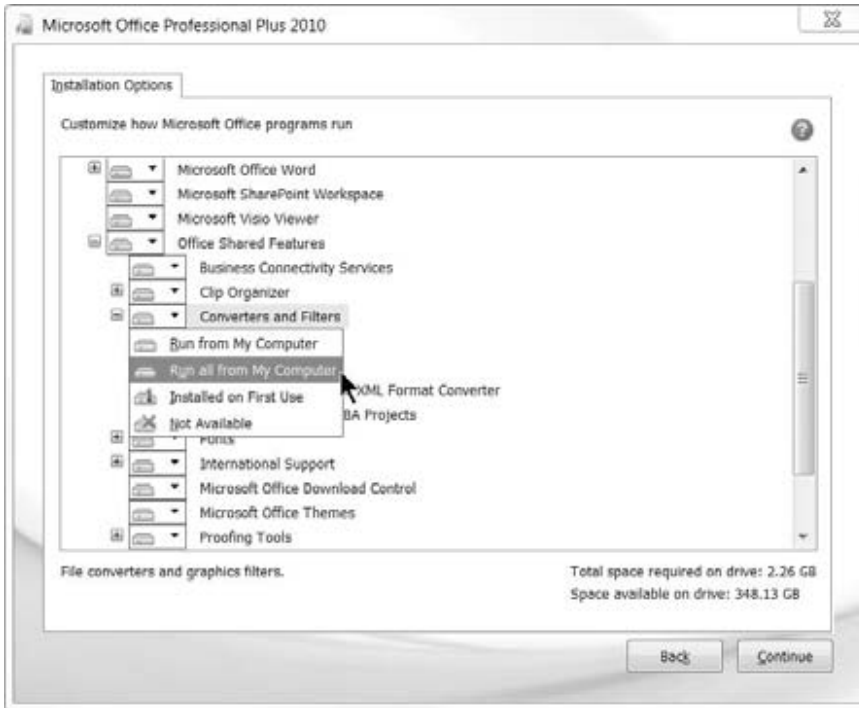 Microsoft Office Professional Plus 2010
Installation Options
Customize how Microsoft Office programs run
Microsoft Office Word
Microsoft SharePoint Workspace
Microsoft Visio Viewer
Office Shared Features
Business Connectivity Services
Clip Organizer
Converters and Filters
Run from My Computer
Run all from My Computer
XML Format Converter
Installed on First Use
BA Projects
Not Available
Fonts
International Support
Microsoft Office Download Control
Microsoft Office Themes
Proofing Tools
File converters and graphics filters.
Total space required on drive: 2.26 GB
Space available on drive: 348.13 GB
Back
Continue